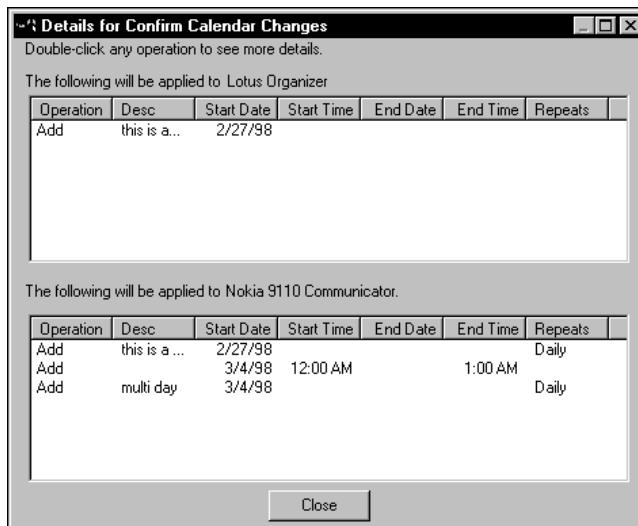 Details for Confirm Calendar Changes
Double-click any operation to see more details.
The following will be applied to Lotus Organizer
Operation Desc Start Date Start Time End Date End Time Repeats
Add this is a... 2/27/98
The following will be applied to Nokia 9110 Communicator.
Operation Desc Start Date Start Time End Date End Time Repeats
Add this is a ... 2/27/98 Daily
Add 3/4/98 12:00 AM 1:00 AM
Add multi day 3/4/98 Daily
Close